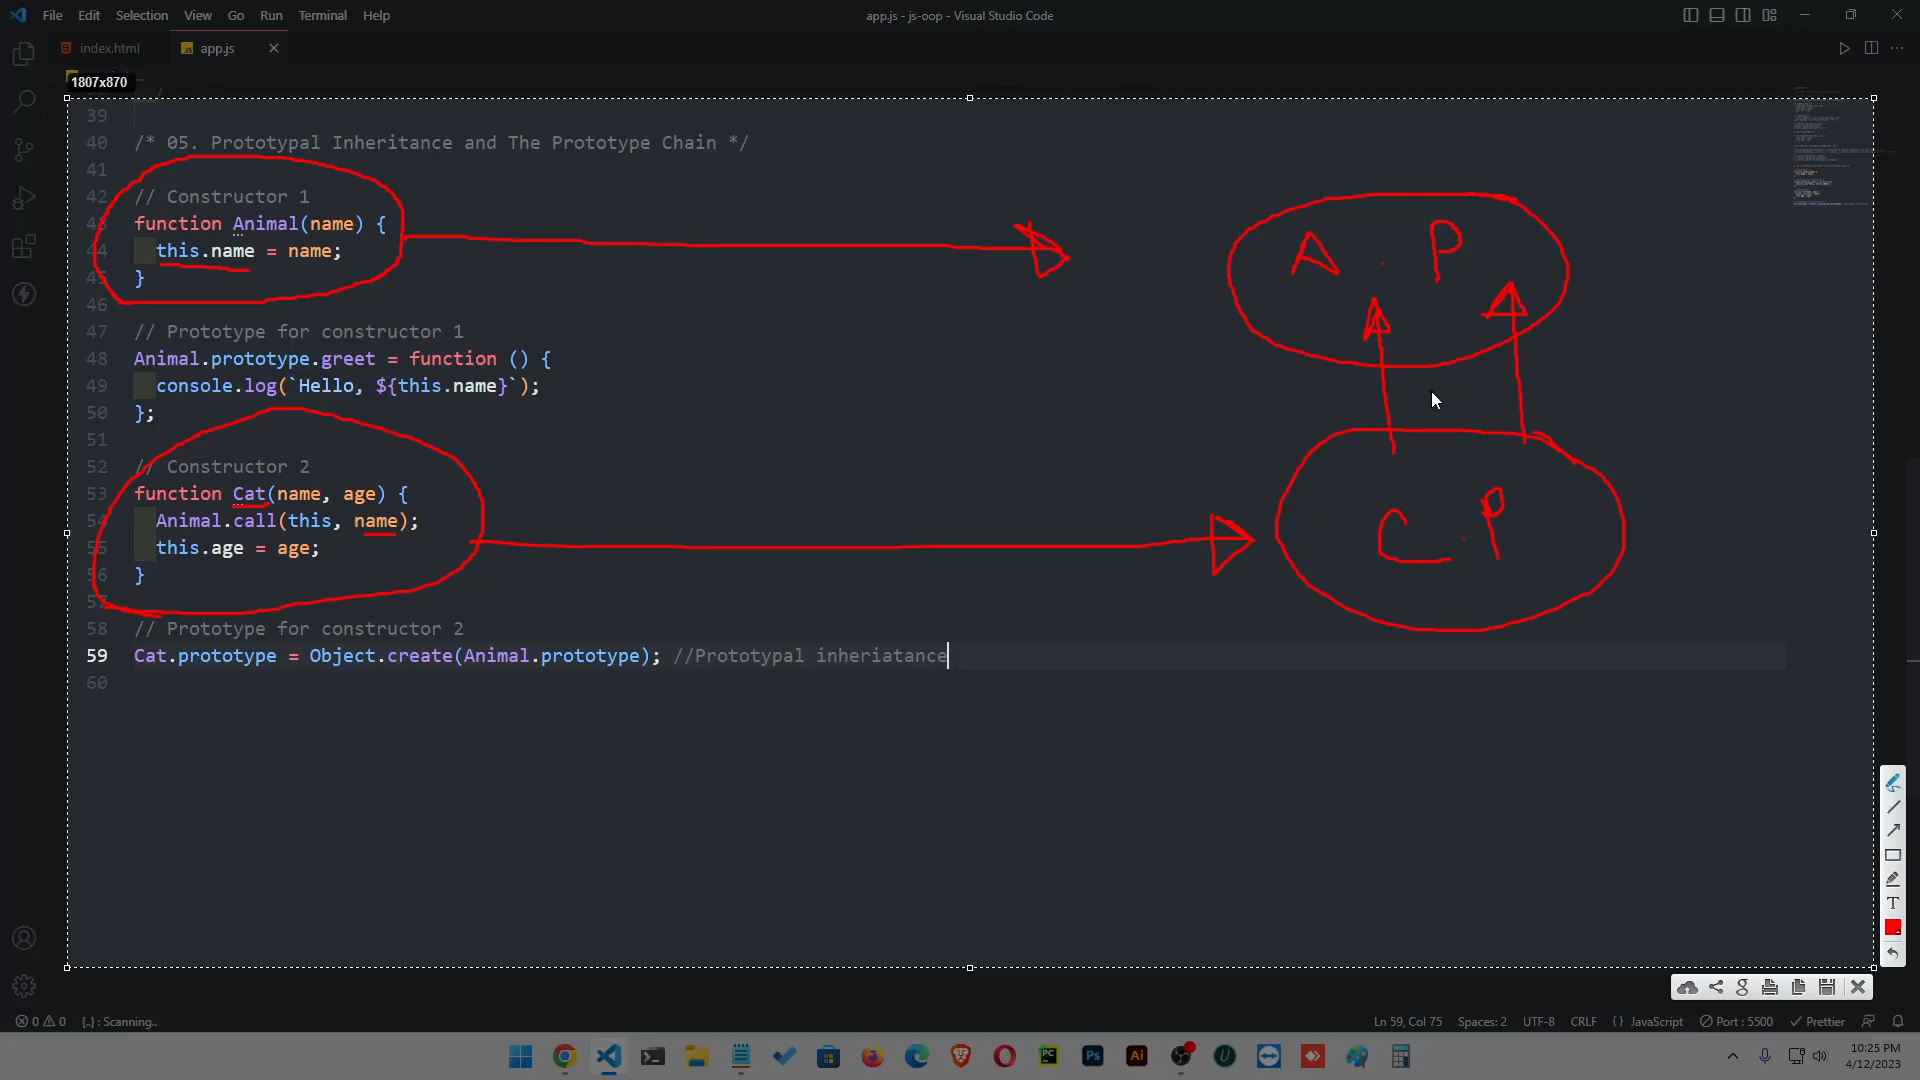 File Edit Selection View Go Run Terminal Help
app.js - js-oop - Visual Studio Code
index.html
JS app.js
1807x870
39
40 /* 05. Prototypal Inheritance and The Prototype Chain */
41
42 // Constructor 1
43 function Animal(name) {
44 this.name = name;
45 }
46
47 // Prototype for constructor 1
48 Animal.prototype.greet = function () {
49 console.log(`Hello, ${this.name}`);
50 };
51
52 // Constructor 2
53 function Cat(name, age) {
54 Animal.call(this, name);
55 this.age = age;
56 }
57
58 // Prototype for constructor 2
59 Cat.prototype = Object.create(Animal.prototype); //Prototypal inheriatance
60
A . P
C . P
T
0 0 {..} : Scanning..
Ln 59, Col 75 Spaces: 2 UTF-8 CRLF {} JavaScript Port : 5500 Prettier
PC Ps Ai U
10:25 PM
4/12/2023